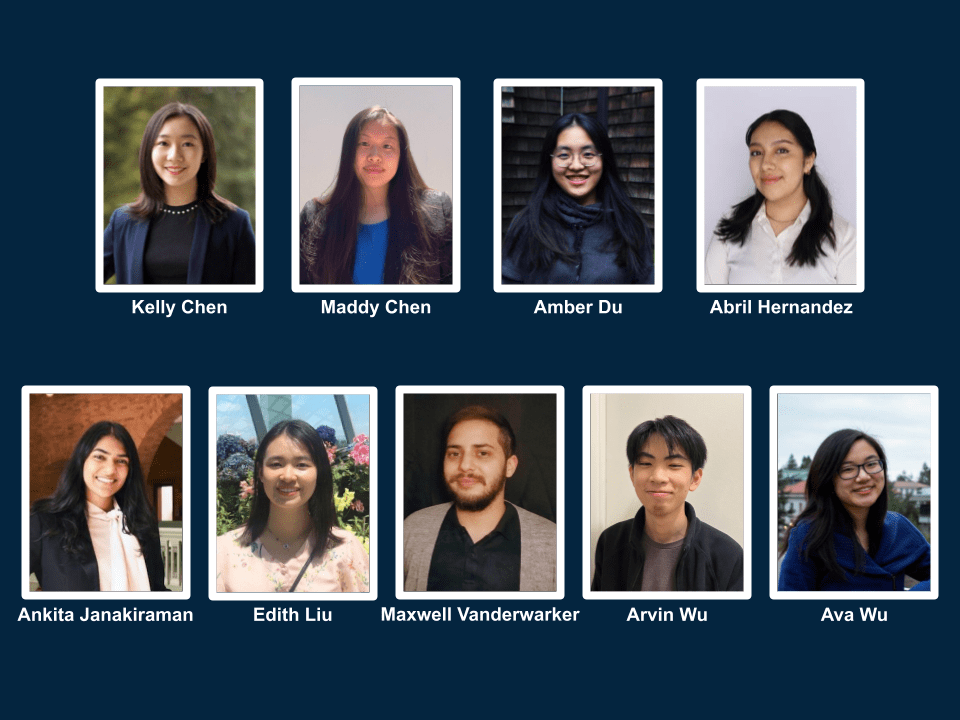 Kelly Chen
Maddy Chen
Amber Du
Abril Hernandez
Ankita Janakiraman
Edith Liu
Maxwell Vanderwarker
Arvin Wu
Ava Wu